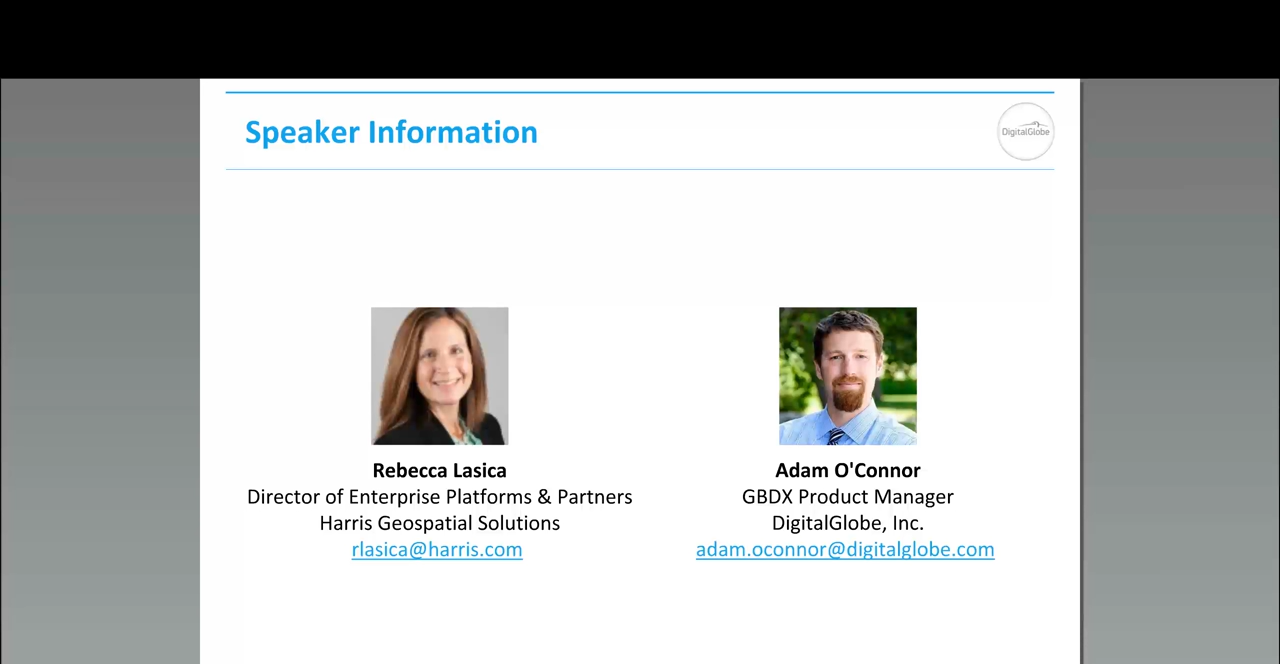 Speaker Information
DigitalGlobe
Rebecca Lasica
Director of Enterprise Platforms & Partners
Harris Geospatial Solutions
rlasica@harris.com
Adam O'Connor
GBDX Product Manager
DigitalGlobe, Inc.
adam.oconnor@digitalglobe.com